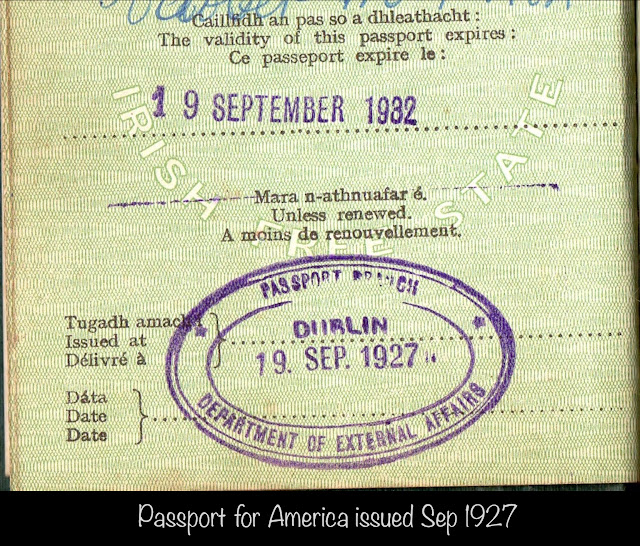 Caillfidh an pas so a dhleathacht :
The validity of this passport expires :
Ce passeport expire le :
19 SEPTEMBER 1932
IRISH FREE STATE
Mara n-athnuafar é.
Unless renewed.
A moins de renouvellement.
PASSPORT BRANCH
Tugadh amach
Issued at
Délivré à
DUBLIN
19. SEP. 1927
Dáta
Date
Date
DEPARTMENT OF EXTERNAL AFFAIRS
Passport for America issued Sep 1927